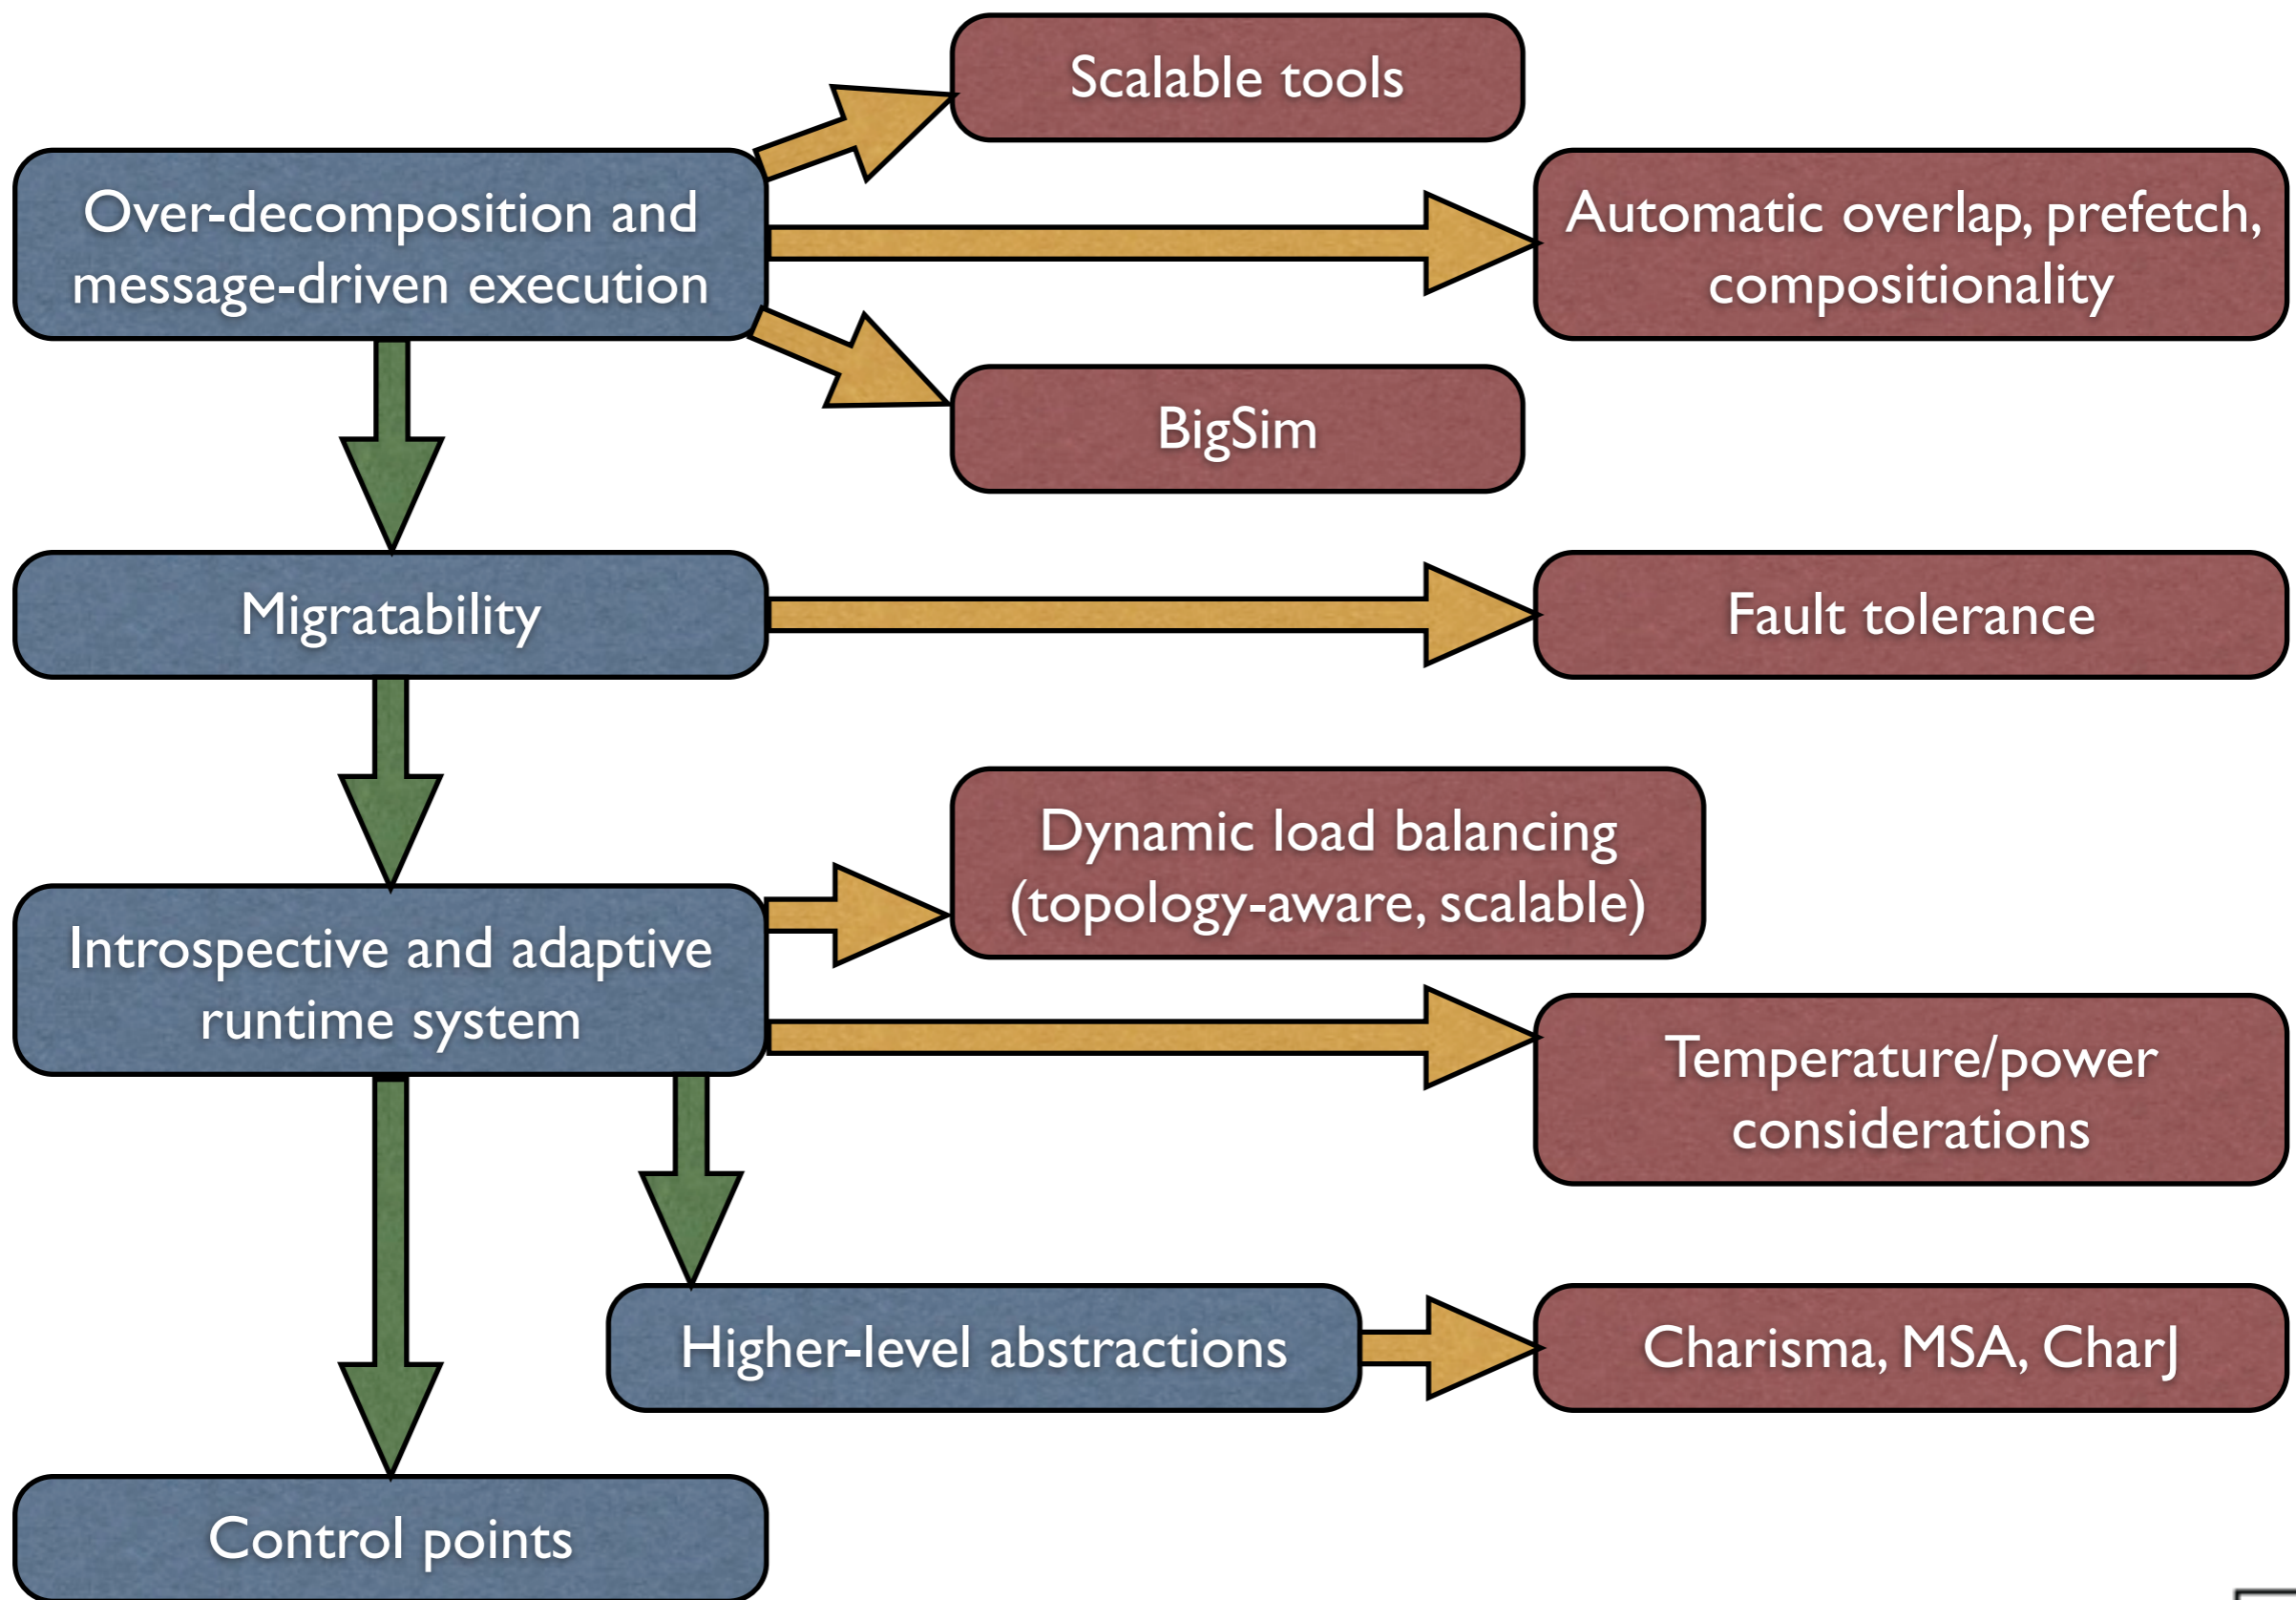 Scalable tools
Over-decomposition and
message-driven execution
Automatic overlap, prefetch,
compositionality
BigSim
Migratability
Fault tolerance
Dynamic load balancing
(topology-aware, scalable)
Introspective and adaptive
runtime system
Temperature/power
considerations
Higher-level abstractions
Charisma, MSA, CharJ
Control points